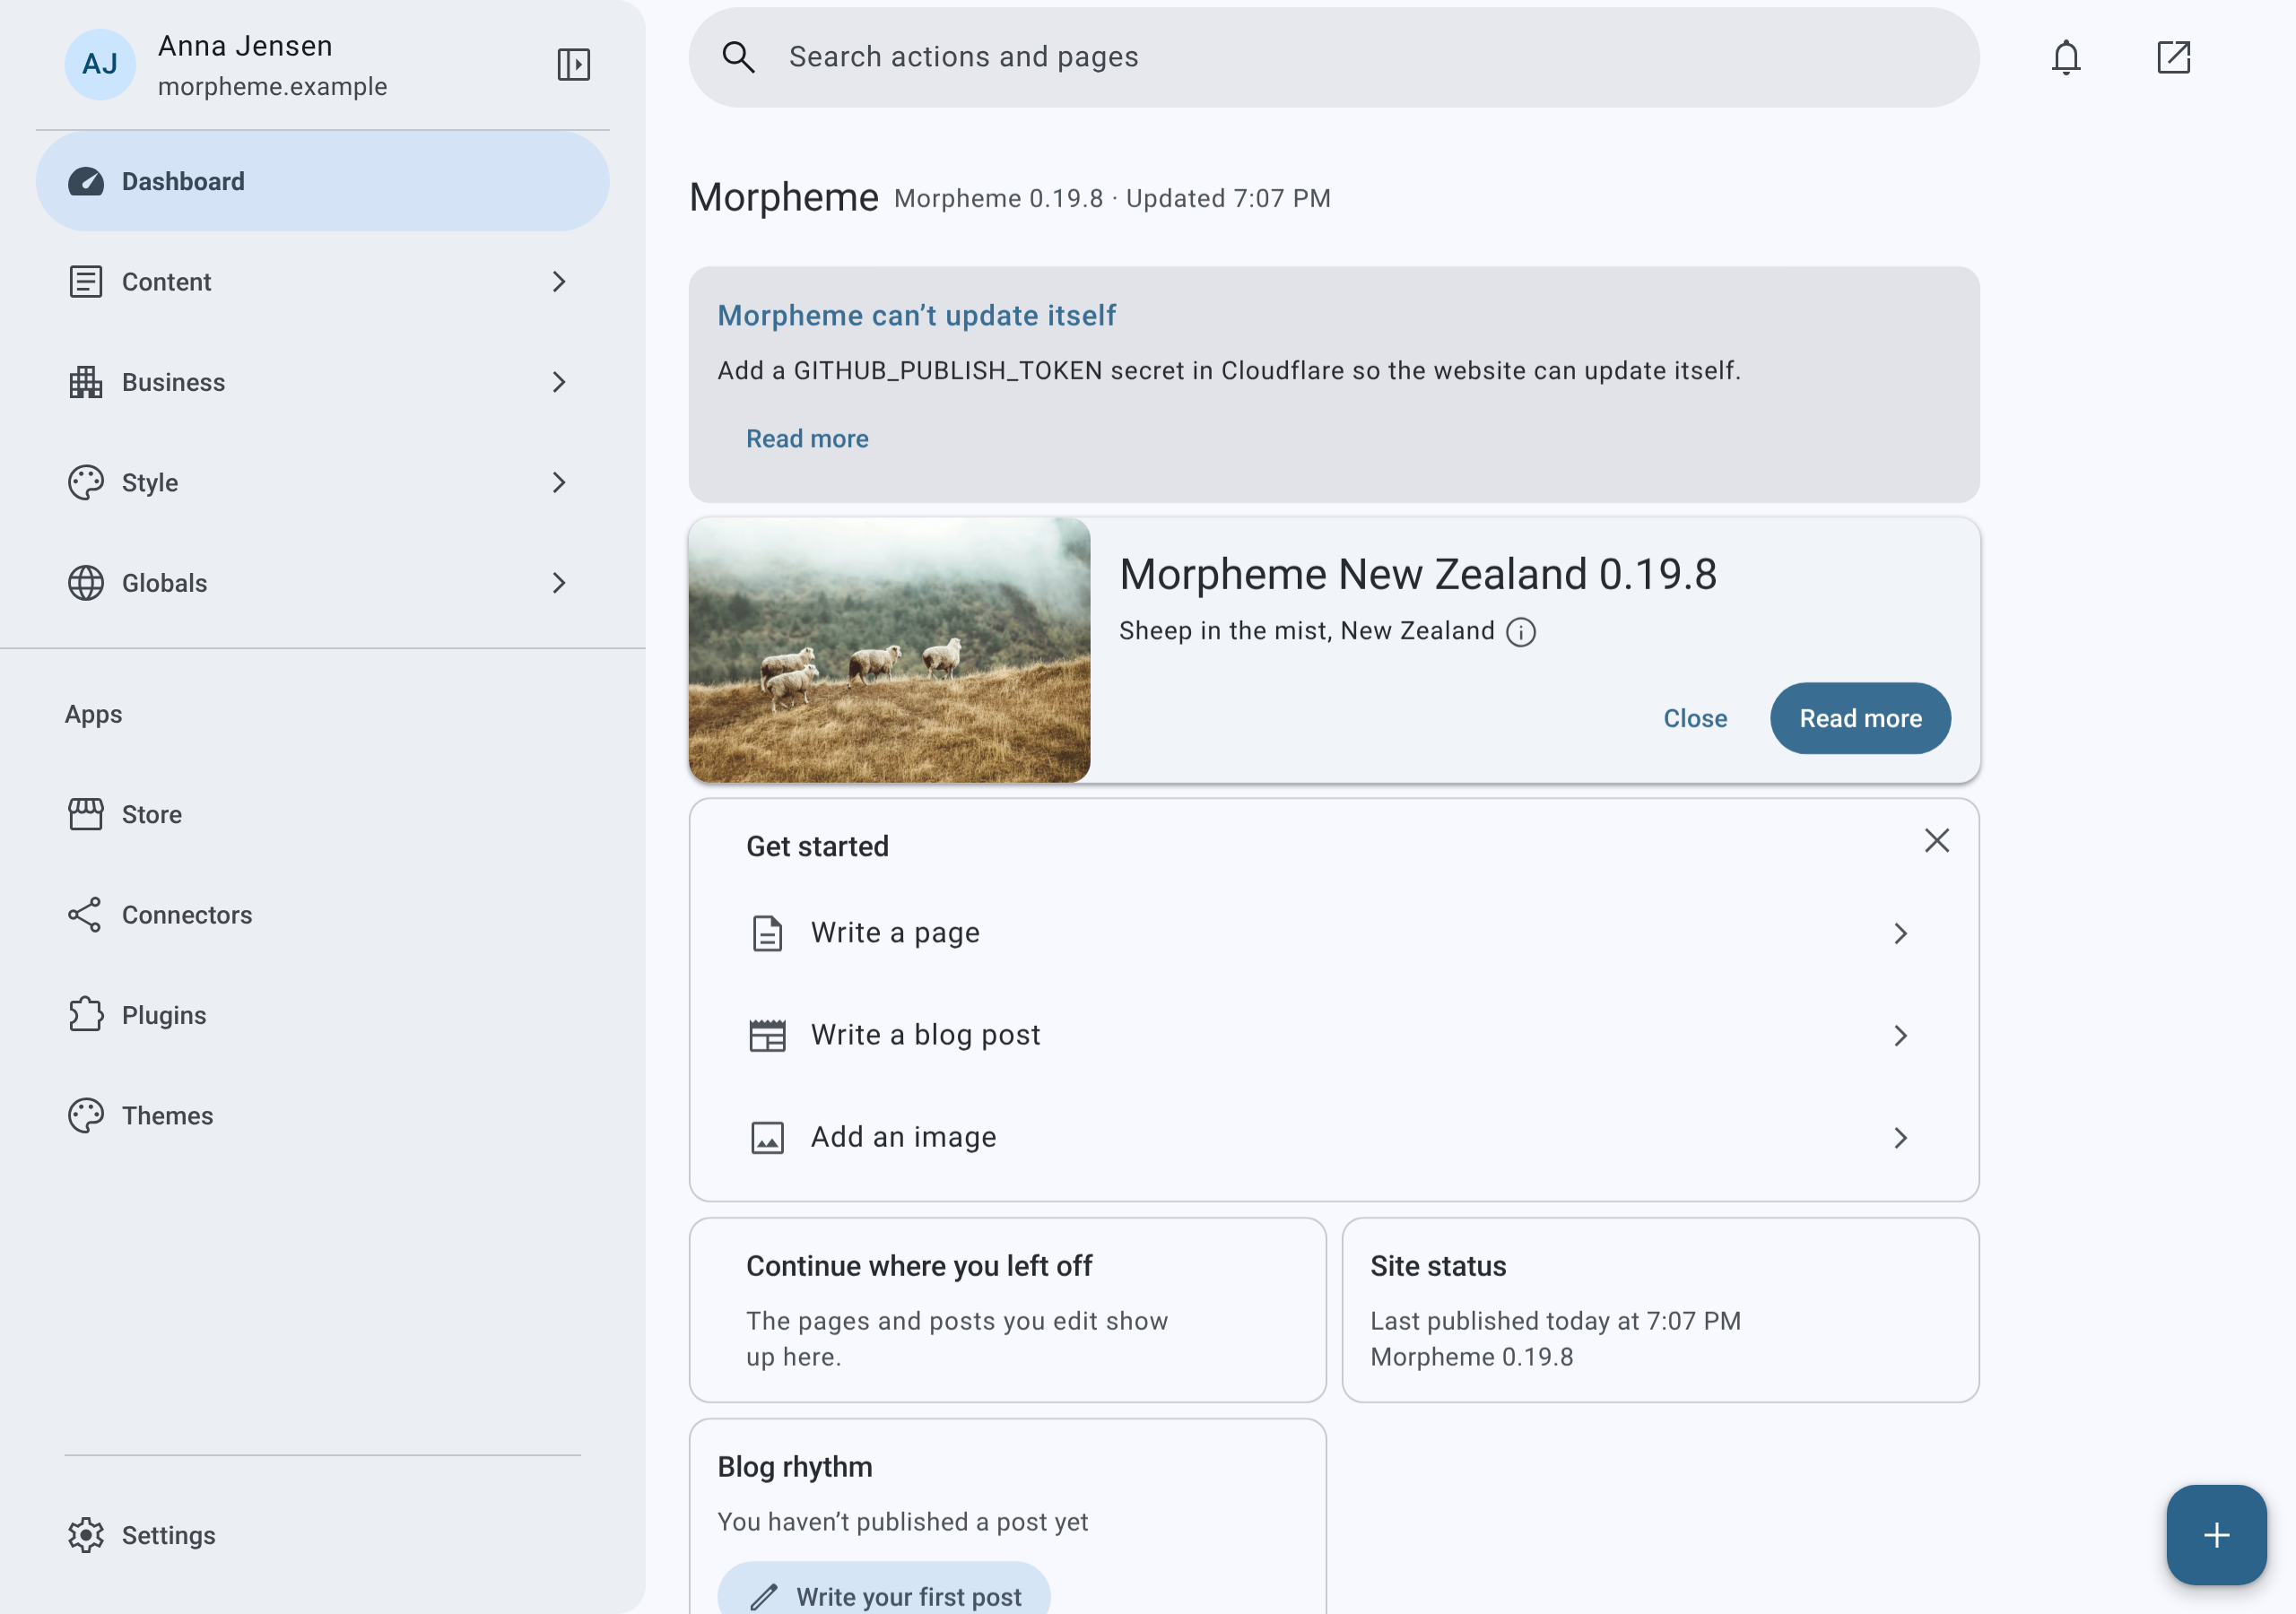 AJ
Anna Jensen
morpheme.example
Dashboard
Content
Business
Style
Globals
Apps
Store
Connectors
Plugins
Themes
Settings
Search actions and pages
Morpheme
Morpheme 0.19.8 · Updated 7:07 PM
Morpheme can’t update itself
Add a GITHUB_PUBLISH_TOKEN secret in Cloudflare so the website can update itself.
Read more
Morpheme New Zealand 0.19.8
Sheep in the mist, New Zealand
Close
Read more
Get started
Write a page
Write a blog post
Add an image
Continue where you left off
The pages and posts you edit show
up here.
Site status
Last published today at 7:07 PM
Morpheme 0.19.8
Blog rhythm
You haven’t published a post yet
Write your first post